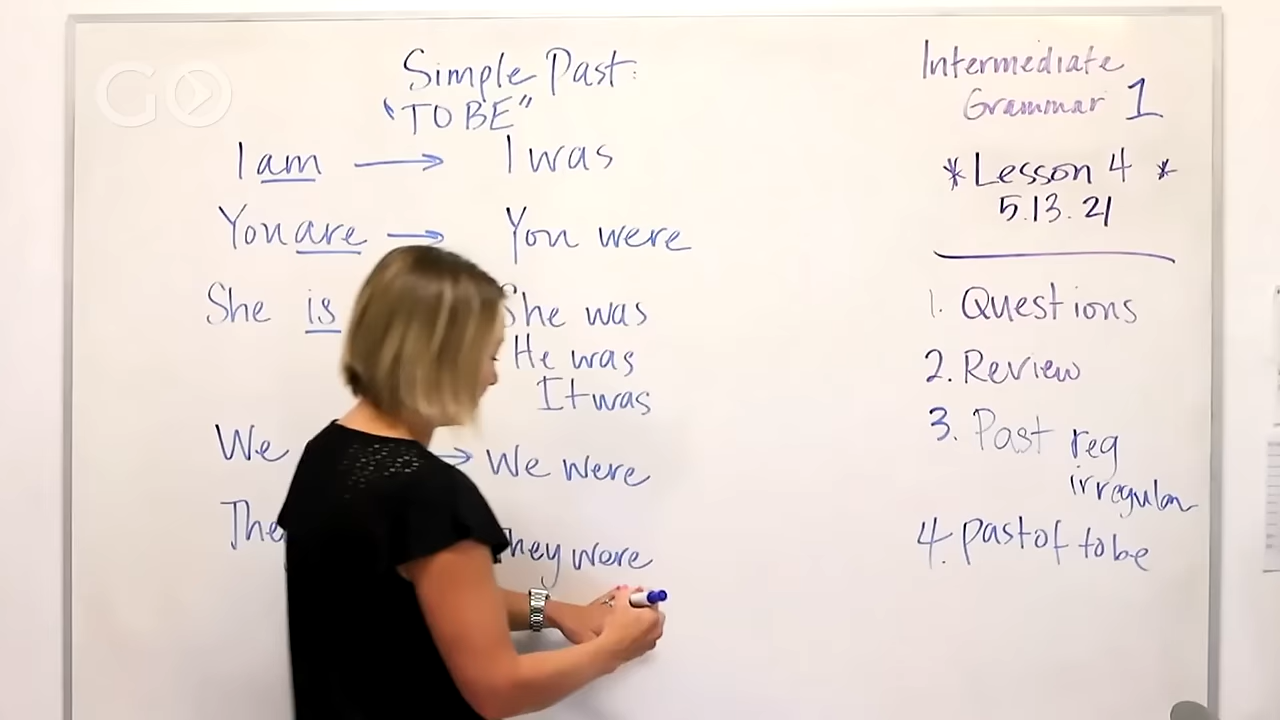 GO
Simple Past:
"TO BE"
I am → I was
You are → You were
She is She was
He was
It was
We → We were
The They were
Intermediate
Grammar 1
* Lesson 4 *
5.13.21
1. Questions
2. Review
3. Past reg
irregular
4. past of to be